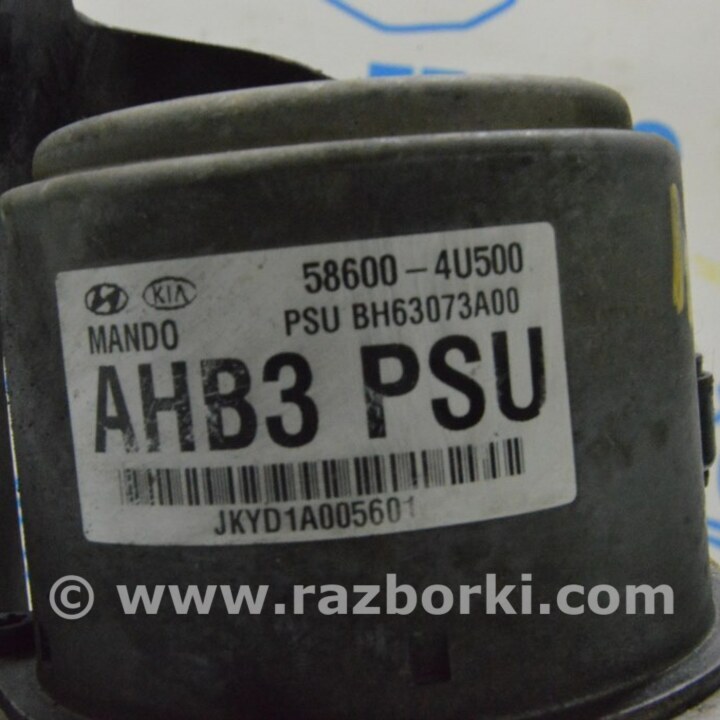 58600-4U500
KIA
PSU BH63073A00
MANDO
AHB3 PSU
JKYD1A005601
© www.razborki.com